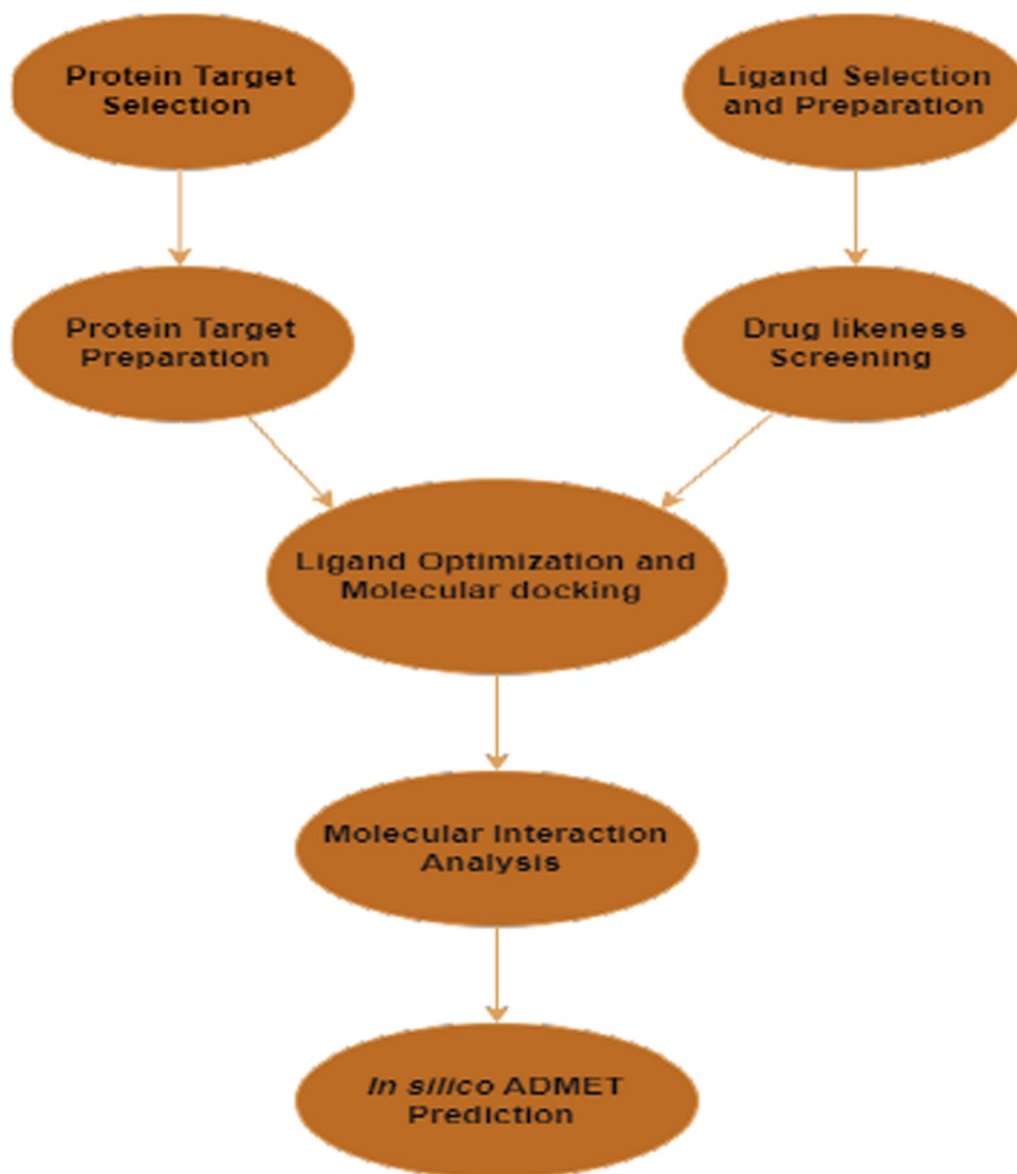 Protein Target
Selection
Ligand Selection
and Preparation
Protein Target
Preparation
Drug likeness
Screening
Ligand Optimization and
Molecular docking
Molecular Interaction
Analysis
In silico ADMET
Prediction